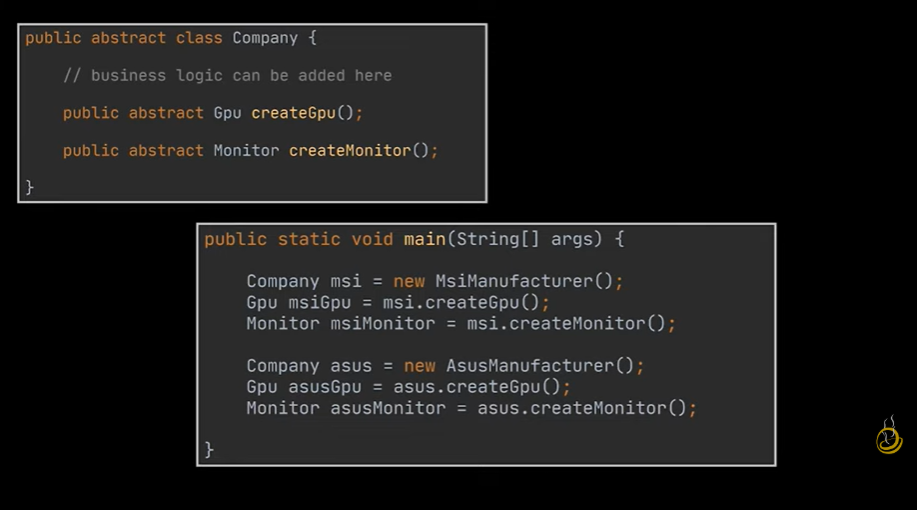 public abstract class Company {
// business logic can be added here
public abstract Gpu createGpu();
public abstract Monitor createMonitor();
}
public static void main(String[] args) {
Company msi = new MsiManufacturer();
Gpu msiGpu = msi.createGpu();
Monitor msiMonitor = msi.createMonitor();
Company asus = new AsusManufacturer();
Gpu asusGpu = asus.createGpu();
Monitor asusMonitor = asus.createMonitor();
}